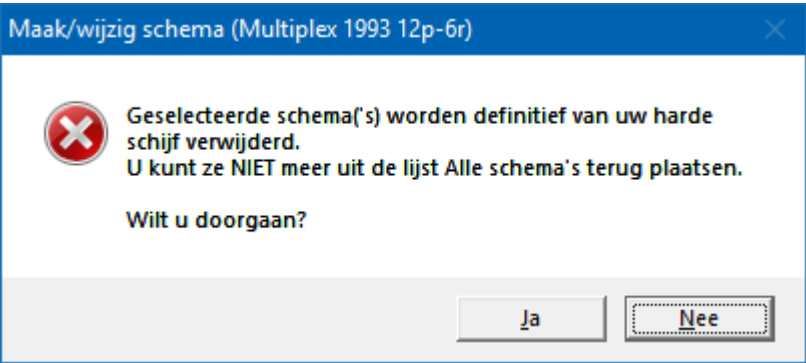 Maak/wijzig schema (Multiplex 1993 12p-6r)
Geselecteerde schema('s) worden definitief van uw harde
schijf verwijderd.
U kunt ze NIET meer uit de lijst Alle schema's terug plaatsen.
Wilt u doorgaan?
Ja
Nee